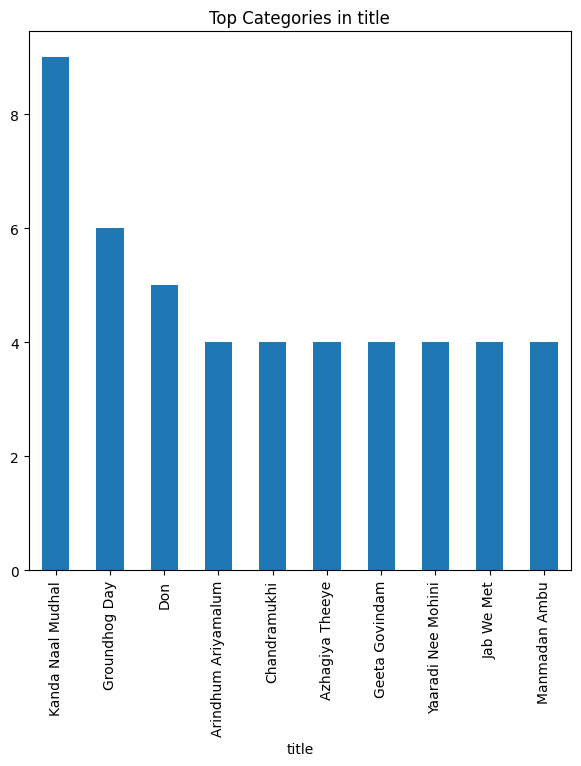 Top Categories in title
8
6
4
2
0
Kanda Naal Mudhal
Groundhog Day
Don
Arindhum Ariyamalum
Chandramukhi
Azhagiya Theeye
Geeta Govindam
Yaaradi Nee Mohini
Jab We Met
Manmadan Ambu
title